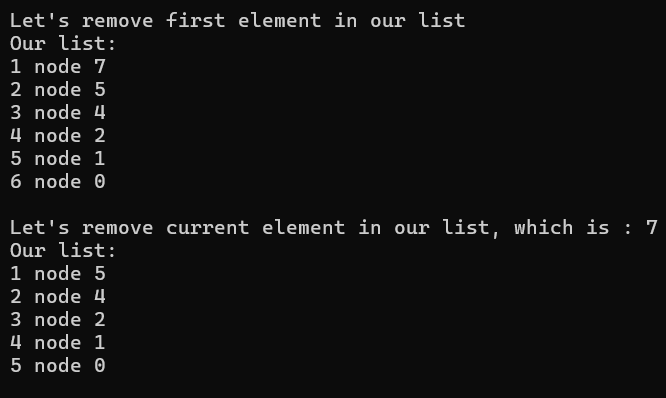 Let's remove first element in our list
Our list:
1 node 7
2 node 5
3 node 4
4 node 2
5 node 1
6 node 0
Let's remove current element in our list, which is : 7
Our list:
1 node 5
2 node 4
3 node 2
4 node 1
5 node 0